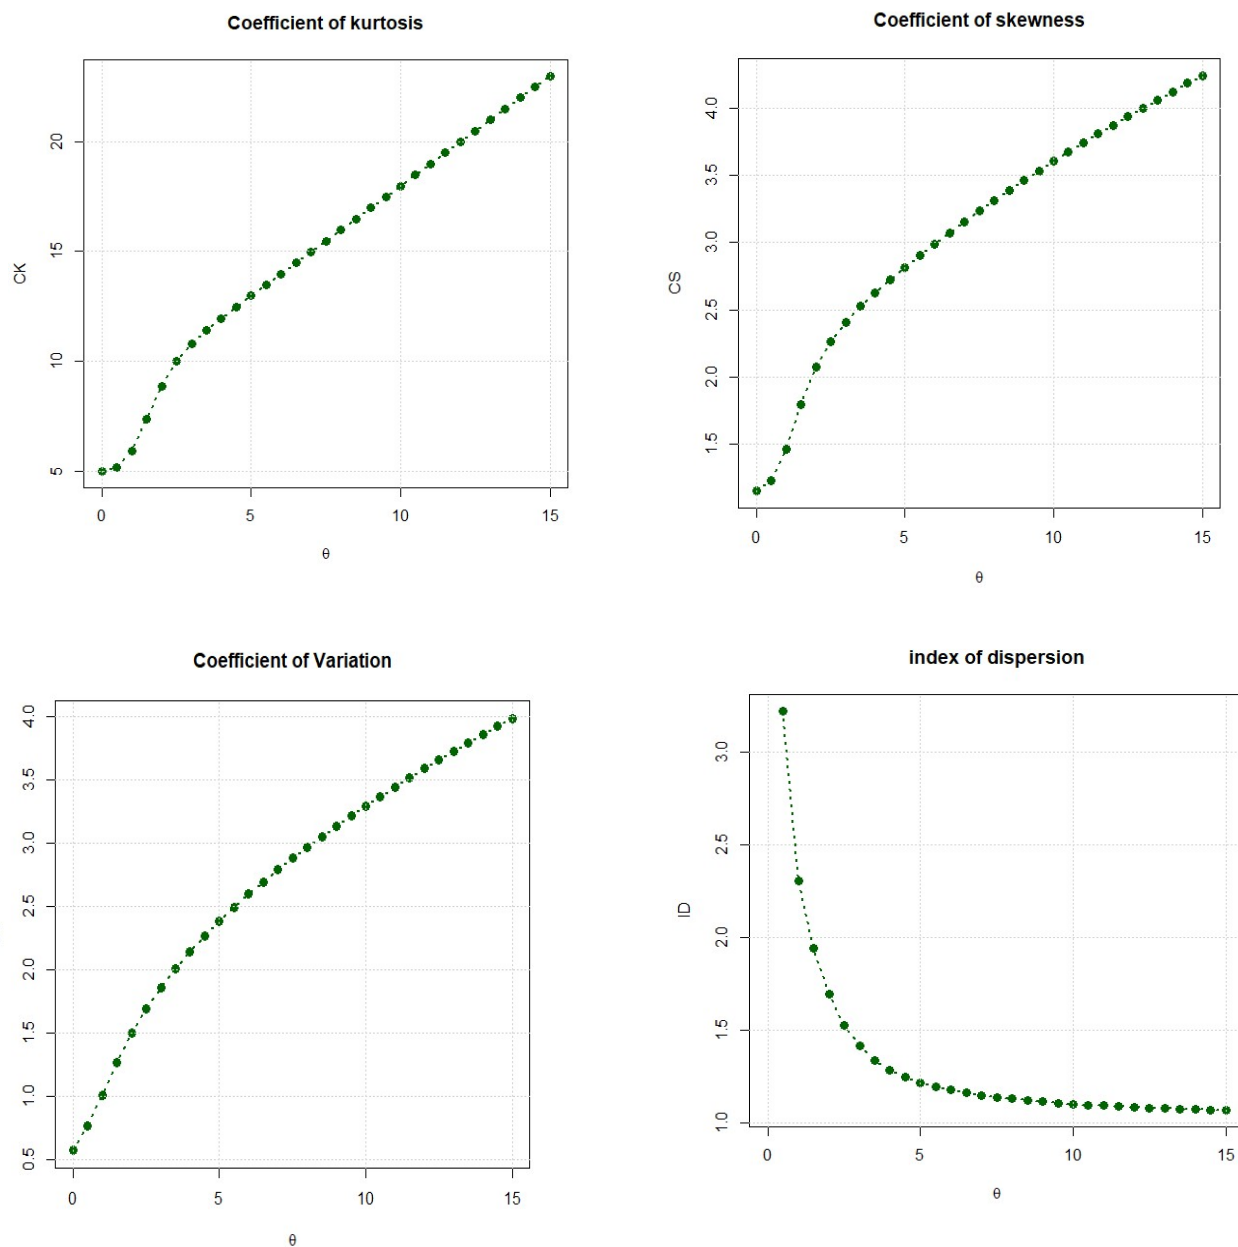 Coefficient of kurtosis
CK
20
15
10
5
0 5 10 15
θ
Coefficient of skewness
CS
4.0
3.5
3.0
2.5
2.0
1.5
0 5 10 15
θ
Coefficient of Variation
4.0
3.5
3.0
2.5
2.0
1.5
1.0
0.5
0 5 10 15
θ
index of dispersion
ID
3.0
2.5
2.0
1.5
1.0
0 5 10 15
θ